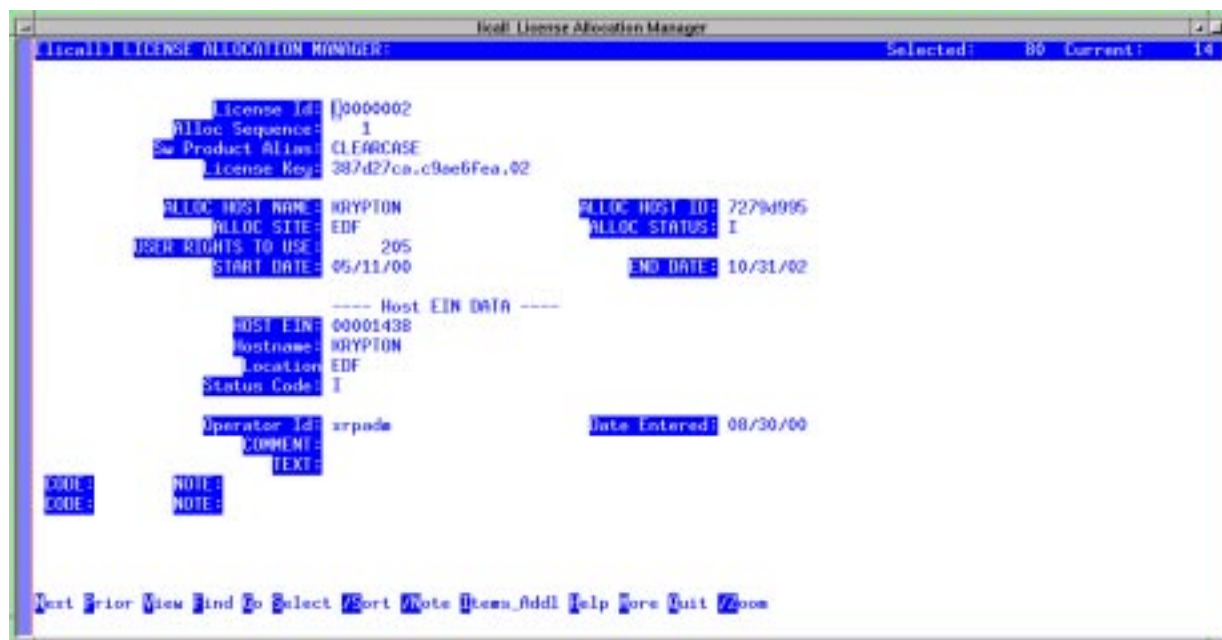 licall License Allocation Manager
[licall] LICENSE ALLOCATION MANAGER: Selected: 80 Current: 14
License Id: 00000002
Alloc Sequence: 1
Sw Product Alias: CLEARCASE
License Key: 387d27ca.c9ae6fea.02
ALLOC HOST NAME: KRYPTON ALLOC HOST ID: 7279d995
ALLOC SITE: EDF ALLOC STATUS: I
USER RIGHTS TO USE: 205
START DATE: 05/11/00 END DATE: 10/31/02
---- Host EIN DATA ----
HOST EIN: 00001438
Hostname: KRYPTON
Location EDF
Status Code: I
Operator Id: xrpadm Date Entered: 08/30/00
COMMENT:
TEXT:
CODE: NOTE:
CODE: NOTE:
Next Prior View Find Go Select /Sort /Note Items_Addl Help More Quit /Zoom